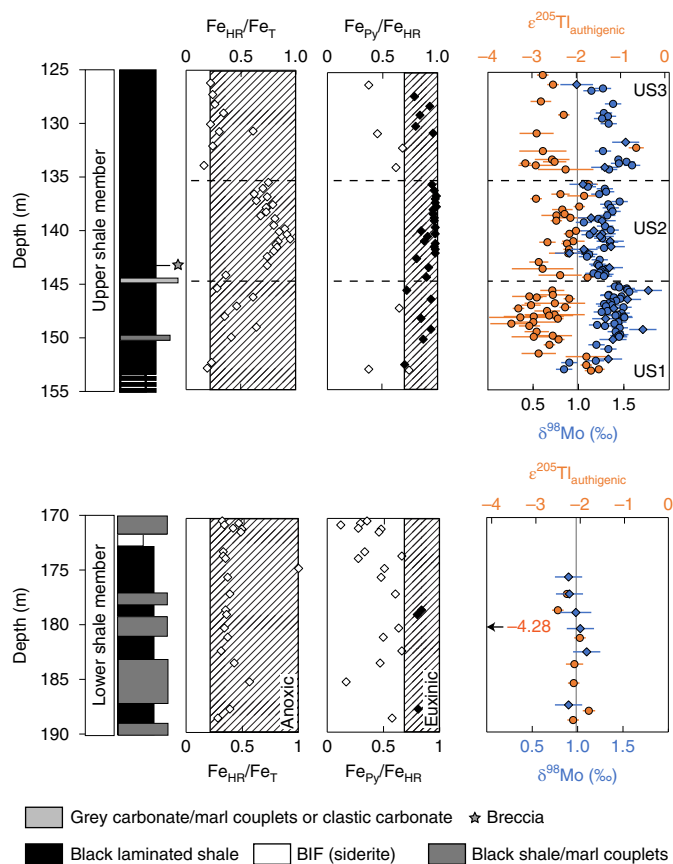 Fe_HR/Fe_T Fe_Py/Fe_HR ε²⁰⁵Tl_authigenic
0 0.5 1.0 0 0.5 1.0 −4 −3 −2 −1 0
125
130
135
140
145
150
155
Depth (m)
Upper shale member
US3
US2
US1
0.5 1.0 1.5
δ⁹⁸Mo (‰)
ε²⁰⁵Tl_authigenic
−4 −3 −2 −1 0
170
175
180
185
190
Depth (m)
Lower shale member
Anoxic
Euxinic
−4.28
0 0.5 1 0 0.5 1.0 0.5 1.0 1.5
Fe_HR/Fe_T Fe_Py/Fe_HR δ⁹⁸Mo (‰)
Grey carbonate/marl couplets or clastic carbonate Breccia
Black laminated shale BIF (siderite) Black shale/marl couplets